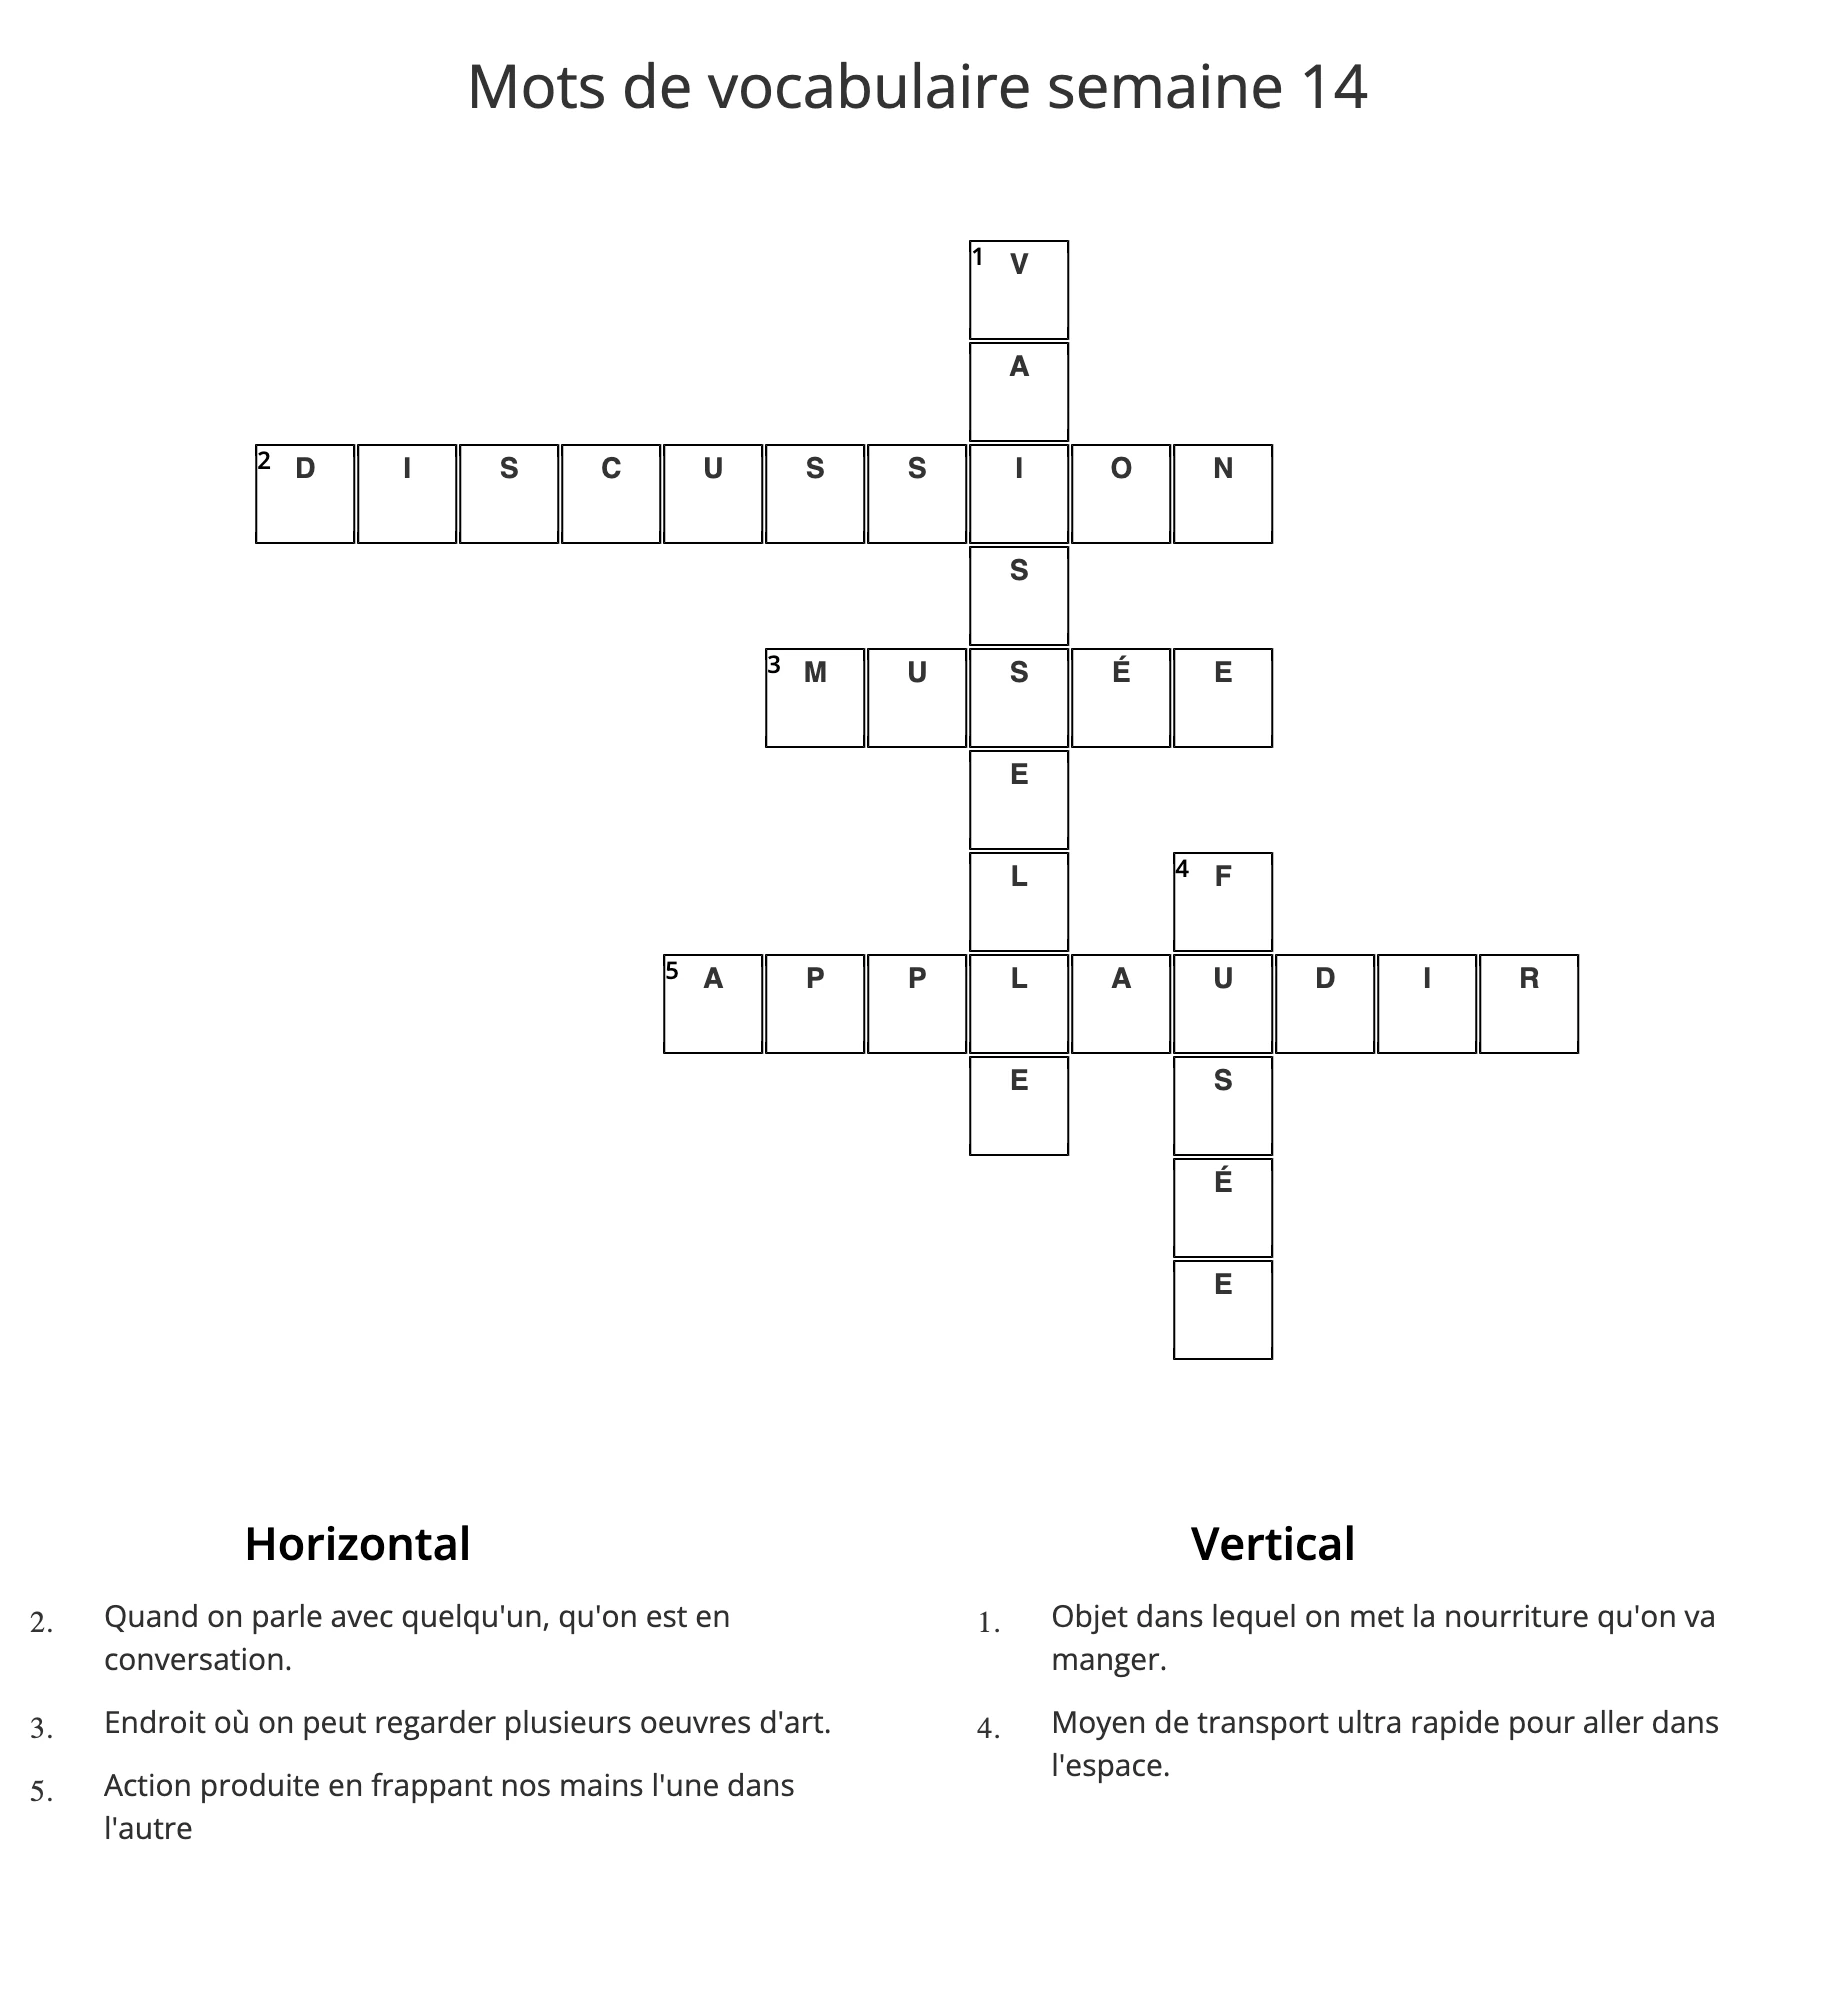 Mots de vocabulaire semaine 14
1 V
A
2 D I S C U S S I O N
S
3 M U S É E
E
L 4 F
5 A P P L A U D I R
E S
É
E
Horizontal
2. Quand on parle avec quelqu'un, qu'on est en
conversation.
3. Endroit où on peut regarder plusieurs oeuvres d'art.
5. Action produite en frappant nos mains l'une dans
l'autre
Vertical
1. Objet dans lequel on met la nourriture qu'on va
manger.
4. Moyen de transport ultra rapide pour aller dans
l'espace.